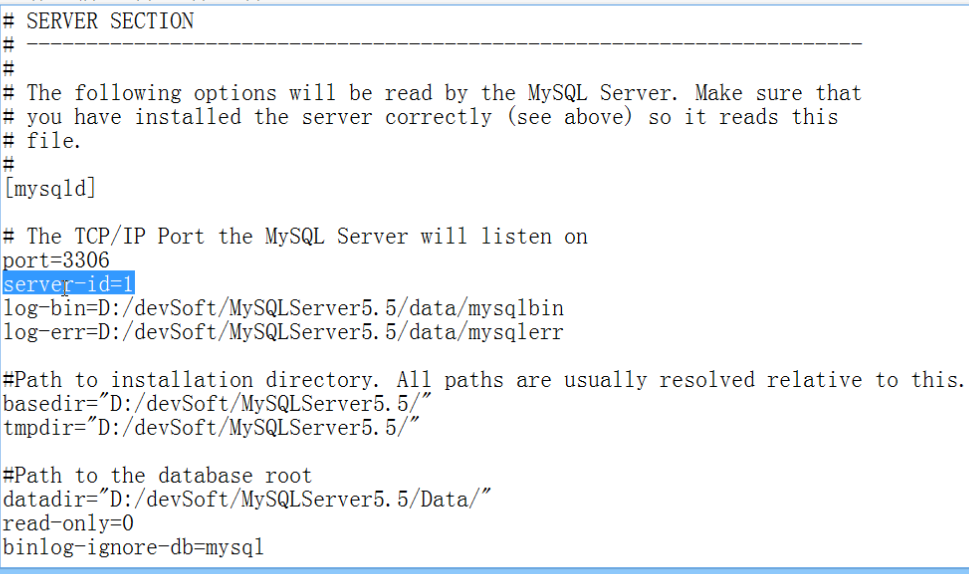 # SERVER SECTION
# ----------------------------------------------------------------------
#
# The following options will be read by the MySQL Server. Make sure that
# you have installed the server correctly (see above) so it reads this
# file.
#
[mysqld]
# The TCP/IP Port the MySQL Server will listen on
port=3306
server-id=1
log-bin=D:/devSoft/MySQLServer5.5/data/mysqlbin
log-err=D:/devSoft/MySQLServer5.5/data/mysqlerr
#Path to installation directory. All paths are usually resolved relative to this.
basedir="D:/devSoft/MySQLServer5.5/"
tmpdir="D:/devSoft/MySQLServer5.5/"
#Path to the database root
datadir="D:/devSoft/MySQLServer5.5/Data/"
read-only=0
binlog-ignore-db=mysql